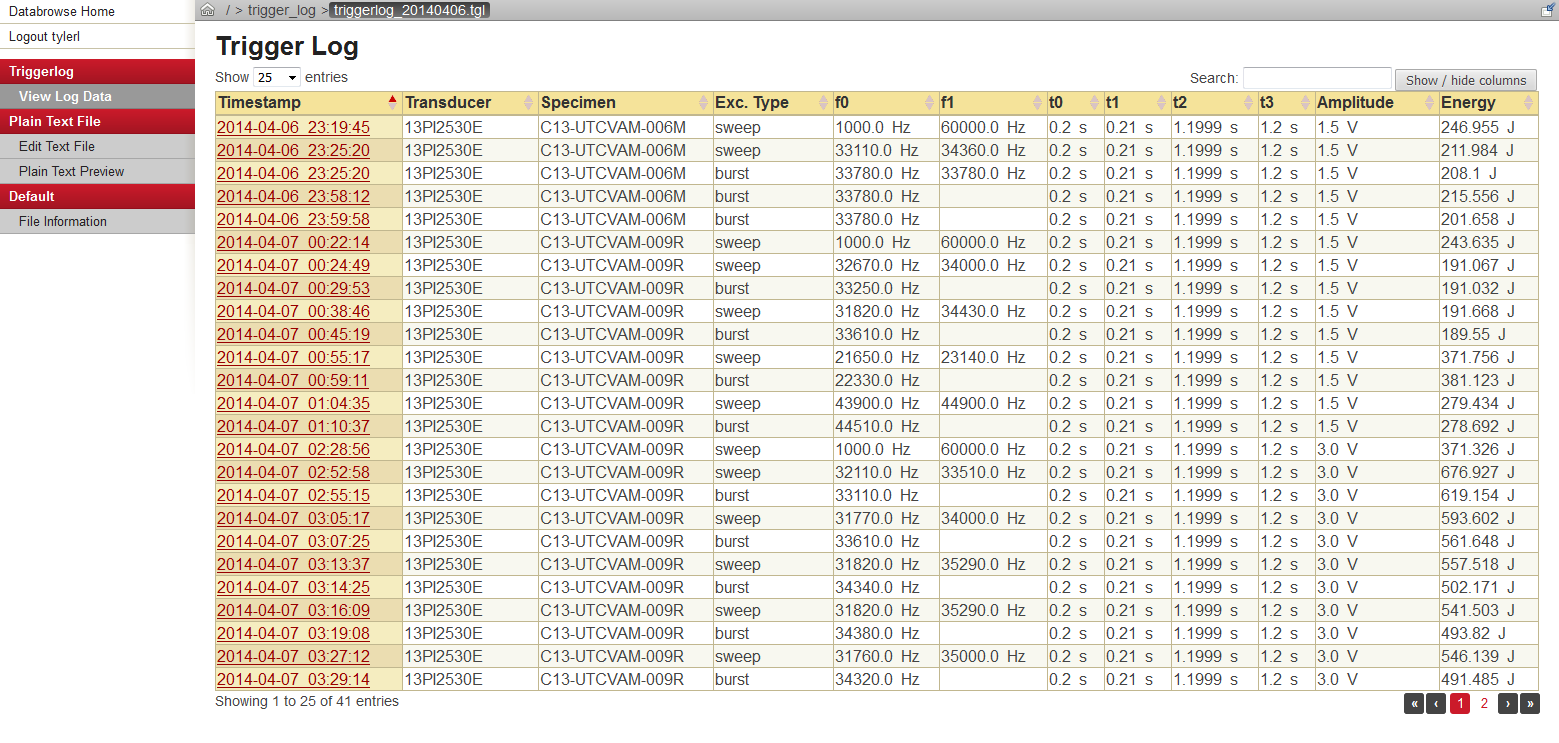 Databrowse Home
Logout tylerl
Triggerlog
View Log Data
Plain Text File
Edit Text File
Plain Text Preview
Default
File Information
/ > trigger_log > triggerlog_20140406.tgl
Trigger Log
Show 25 entries
Search:
Show / hide columns
Timestamp Transducer Specimen Exc. Type f0 f1 t0 t1 t2 t3 Amplitude Energy
2014-04-06 23:19:45 13PI2530E C13-UTCVAM-006M sweep 1000.0 Hz 60000.0 Hz 0.2 s 0.21 s 1.1999 s 1.2 s 1.5 V 246.955 J
2014-04-06 23:25:20 13PI2530E C13-UTCVAM-006M sweep 33110.0 Hz 34360.0 Hz 0.2 s 0.21 s 1.1999 s 1.2 s 1.5 V 211.984 J
2014-04-06 23:25:20 13PI2530E C13-UTCVAM-006M burst 33780.0 Hz 33780.0 Hz 0.2 s 0.21 s 1.1999 s 1.2 s 1.5 V 208.1 J
2014-04-06 23:58:12 13PI2530E C13-UTCVAM-006M burst 33780.0 Hz 0.2 s 0.21 s 1.1999 s 1.2 s 1.5 V 215.556 J
2014-04-06 23:59:58 13PI2530E C13-UTCVAM-006M burst 33780.0 Hz 0.2 s 0.21 s 1.1999 s 1.2 s 1.5 V 201.658 J
2014-04-07 00:22:14 13PI2530E C13-UTCVAM-009R sweep 1000.0 Hz 60000.0 Hz 0.2 s 0.21 s 1.1999 s 1.2 s 1.5 V 243.635 J
2014-04-07 00:24:49 13PI2530E C13-UTCVAM-009R sweep 32670.0 Hz 34000.0 Hz 0.2 s 0.21 s 1.1999 s 1.2 s 1.5 V 191.067 J
2014-04-07 00:29:53 13PI2530E C13-UTCVAM-009R burst 33250.0 Hz 0.2 s 0.21 s 1.1999 s 1.2 s 1.5 V 191.032 J
2014-04-07 00:38:46 13PI2530E C13-UTCVAM-009R sweep 31820.0 Hz 34430.0 Hz 0.2 s 0.21 s 1.1999 s 1.2 s 1.5 V 191.668 J
2014-04-07 00:45:19 13PI2530E C13-UTCVAM-009R burst 33610.0 Hz 0.2 s 0.21 s 1.1999 s 1.2 s 1.5 V 189.55 J
2014-04-07 00:55:17 13PI2530E C13-UTCVAM-009R sweep 21650.0 Hz 23140.0 Hz 0.2 s 0.21 s 1.1999 s 1.2 s 1.5 V 371.756 J
2014-04-07 00:59:11 13PI2530E C13-UTCVAM-009R burst 22330.0 Hz 0.2 s 0.21 s 1.1999 s 1.2 s 1.5 V 381.123 J
2014-04-07 01:04:35 13PI2530E C13-UTCVAM-009R sweep 43900.0 Hz 44900.0 Hz 0.2 s 0.21 s 1.1999 s 1.2 s 1.5 V 279.434 J
2014-04-07 01:10:37 13PI2530E C13-UTCVAM-009R burst 44510.0 Hz 0.2 s 0.21 s 1.1999 s 1.2 s 1.5 V 278.692 J
2014-04-07 02:28:56 13PI2530E C13-UTCVAM-009R sweep 1000.0 Hz 60000.0 Hz 0.2 s 0.21 s 1.1999 s 1.2 s 3.0 V 371.326 J
2014-04-07 02:52:58 13PI2530E C13-UTCVAM-009R sweep 32110.0 Hz 33510.0 Hz 0.2 s 0.21 s 1.1999 s 1.2 s 3.0 V 676.927 J
2014-04-07 02:55:15 13PI2530E C13-UTCVAM-009R burst 33110.0 Hz 0.2 s 0.21 s 1.1999 s 1.2 s 3.0 V 619.154 J
2014-04-07 03:05:17 13PI2530E C13-UTCVAM-009R sweep 31770.0 Hz 34000.0 Hz 0.2 s 0.21 s 1.1999 s 1.2 s 3.0 V 593.602 J
2014-04-07 03:07:25 13PI2530E C13-UTCVAM-009R burst 33610.0 Hz 0.2 s 0.21 s 1.1999 s 1.2 s 3.0 V 561.648 J
2014-04-07 03:13:37 13PI2530E C13-UTCVAM-009R sweep 31820.0 Hz 35290.0 Hz 0.2 s 0.21 s 1.1999 s 1.2 s 3.0 V 557.518 J
2014-04-07 03:14:25 13PI2530E C13-UTCVAM-009R burst 34340.0 Hz 0.2 s 0.21 s 1.1999 s 1.2 s 3.0 V 502.171 J
2014-04-07 03:16:09 13PI2530E C13-UTCVAM-009R sweep 31820.0 Hz 35290.0 Hz 0.2 s 0.21 s 1.1999 s 1.2 s 3.0 V 541.503 J
2014-04-07 03:19:08 13PI2530E C13-UTCVAM-009R burst 34380.0 Hz 0.2 s 0.21 s 1.1999 s 1.2 s 3.0 V 493.82 J
2014-04-07 03:27:12 13PI2530E C13-UTCVAM-009R sweep 31760.0 Hz 35000.0 Hz 0.2 s 0.21 s 1.1999 s 1.2 s 3.0 V 546.139 J
2014-04-07 03:29:14 13PI2530E C13-UTCVAM-009R burst 34320.0 Hz 0.2 s 0.21 s 1.1999 s 1.2 s 3.0 V 491.485 J
Showing 1 to 25 of 41 entries
« ‹ 1 2 › »